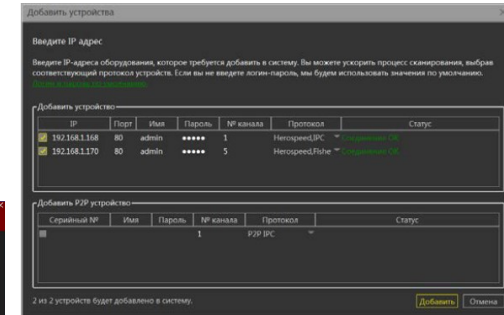 Добавить устройства
Введите IP адрес
Введите IP-адреса оборудования, которое требуется добавить в систему. Вы можете ускорить процесс сканирования, выбрав
соответствующий протокол устройств. Если вы не введете логин-пароль, мы будем использовать значения по умолчанию.
Добавить устройство
IP Порт Имя Пароль № канала Протокол Статус
192.168.1.168 80 admin ●●●●● 1 Herospeed,IPC Соединение OK
192.168.1.170 80 admin ●●●●● 5 Herospeed,Fishe Соединение OK
Добавить P2P устройство
Серийный № Имя Пароль № канала Протокол Статус
1 P2P IPC
2 из 2 устройств будет добавлено в систему.
Добавить Отмена